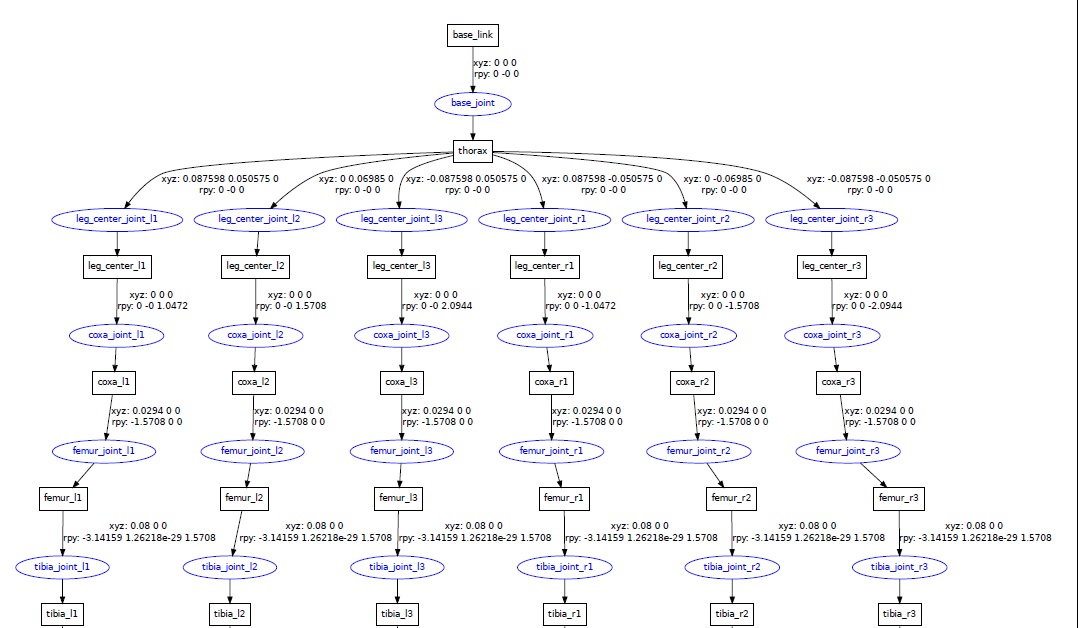 base_link
xyz: 0 0 0
rpy: 0 -0 0
base_joint
thorax
xyz: 0.087598 0.050575 0
rpy: 0 -0 0
xyz: 0 0.06985 0
rpy: 0 -0 0
xyz: -0.087598 0.050575 0
rpy: 0 -0 0
xyz: 0.087598 -0.050575 0
rpy: 0 -0 0
xyz: 0 -0.06985 0
rpy: 0 -0 0
xyz: -0.087598 -0.050575 0
rpy: 0 -0 0
leg_center_joint_l1
leg_center_joint_l2
leg_center_joint_l3
leg_center_joint_r1
leg_center_joint_r2
leg_center_joint_r3
leg_center_l1
leg_center_l2
leg_center_l3
leg_center_r1
leg_center_r2
leg_center_r3
xyz: 0 0 0
rpy: 0 -0 1.0472
xyz: 0 0 0
rpy: 0 -0 1.5708
xyz: 0 0 0
rpy: 0 -0 2.0944
xyz: 0 0 0
rpy: 0 0 -1.0472
xyz: 0 0 0
rpy: 0 0 -1.5708
xyz: 0 0 0
rpy: 0 0 -2.0944
coxa_joint_l1
coxa_joint_l2
coxa_joint_l3
coxa_joint_r1
coxa_joint_r2
coxa_joint_r3
coxa_l1
coxa_l2
coxa_l3
coxa_r1
coxa_r2
coxa_r3
xyz: 0.0294 0 0
rpy: -1.5708 0 0
xyz: 0.0294 0 0
rpy: -1.5708 0 0
xyz: 0.0294 0 0
rpy: -1.5708 0 0
xyz: 0.0294 0 0
rpy: -1.5708 0 0
xyz: 0.0294 0 0
rpy: -1.5708 0 0
xyz: 0.0294 0 0
rpy: -1.5708 0 0
femur_joint_l1
femur_joint_l2
femur_joint_l3
femur_joint_r1
femur_joint_r2
femur_joint_r3
femur_l1
femur_l2
femur_l3
femur_r1
femur_r2
femur_r3
xyz: 0.08 0 0
rpy: -3.14159 1.26218e-29 1.5708
xyz: 0.08 0 0
rpy: -3.14159 1.26218e-29 1.5708
xyz: 0.08 0 0
rpy: -3.14159 1.26218e-29 1.5708
xyz: 0.08 0 0
rpy: -3.14159 1.26218e-29 1.5708
xyz: 0.08 0 0
rpy: -3.14159 1.26218e-29 1.5708
xyz: 0.08 0 0
rpy: -3.14159 1.26218e-29 1.5708
tibia_joint_l1
tibia_joint_l2
tibia_joint_l3
tibia_joint_r1
tibia_joint_r2
tibia_joint_r3
tibia_l1
tibia_l2
tibia_l3
tibia_r1
tibia_r2
tibia_r3